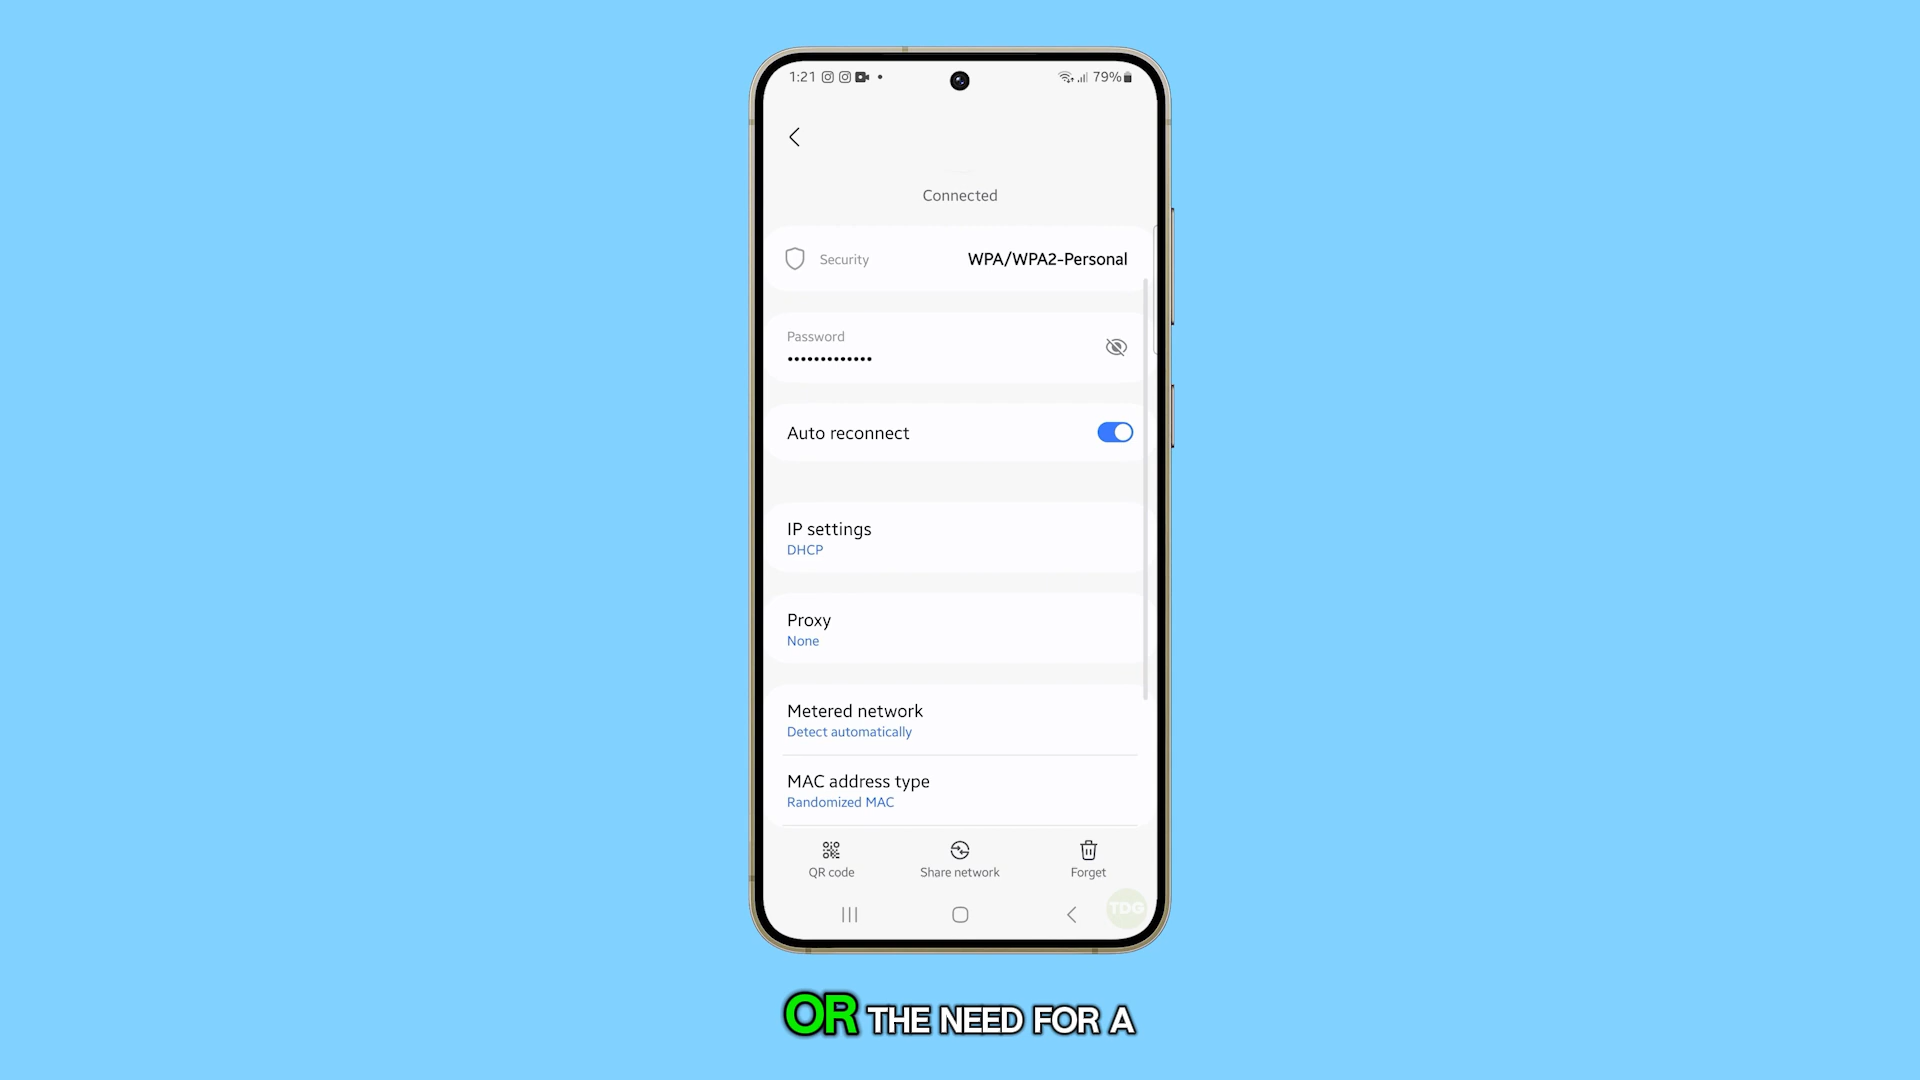 1:21 79%
Connected
Security WPA/WPA2-Personal
Password
•••••••••••••
Auto reconnect
IP settings
DHCP
Proxy
None
Metered network
Detect automatically
MAC address type
Randomized MAC
QR code Share network Forget
TDG
OR THE NEED FOR A